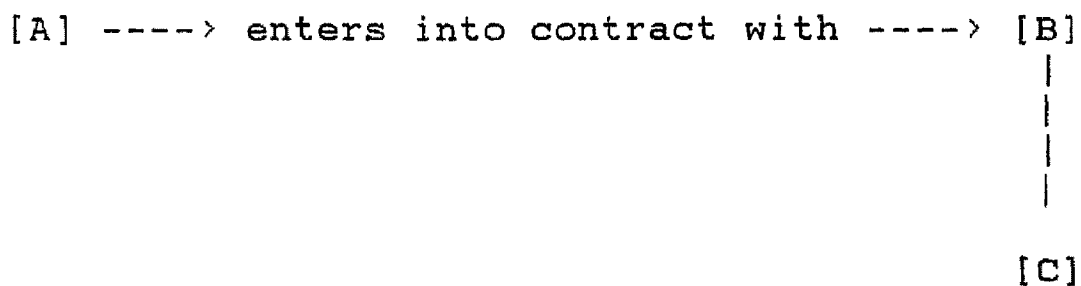 [A] ----> enters into contract with ----> [B]
|
|
|
|
[C]